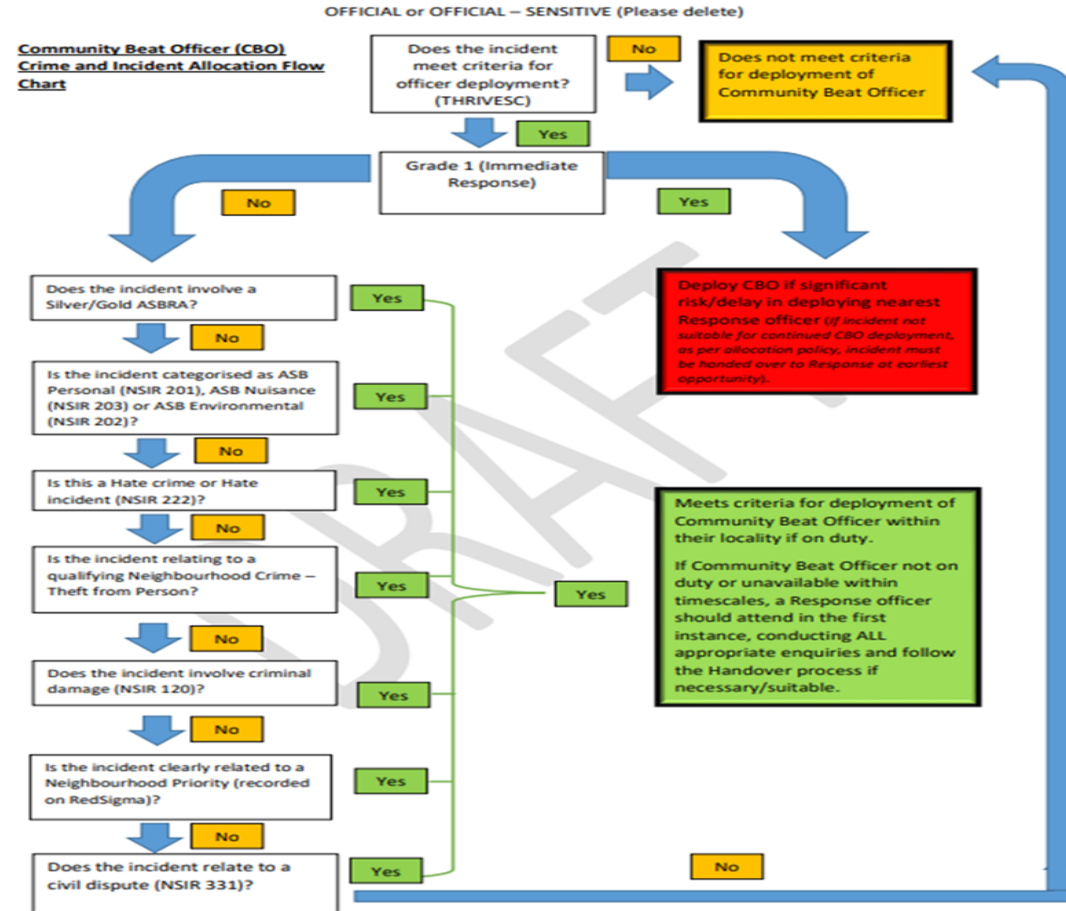 OFFICIAL or OFFICIAL – SENSITIVE (Please delete)
Community Beat Officer (CBO)
Crime and Incident Allocation Flow
Chart
Does the incident
meet criteria for
officer deployment?
(THRIVESC)
No
Does not meet criteria
for deployment of
Community Beat Officer
Yes
Grade 1 (Immediate
Response)
No
Yes
Deploy CBO if significant
risk/delay in deploying nearest
Response officer (If incident not
suitable for continued CBO deployment,
as per allocation policy, incident must
be handed over to Response at earliest
opportunity).
Does the incident involve a
Silver/Gold ASBRA?
Yes
No
Is the incident categorised as ASB
Personal (NSIR 201), ASB Nuisance
(NSIR 203) or ASB Environmental
(NSIR 202)?
Yes
No
Is this a Hate crime or Hate
incident (NSIR 222)?
Yes
No
Is the incident relating to a
qualifying Neighbourhood Crime –
Theft from Person?
Yes
Yes
Meets criteria for deployment of
Community Beat Officer within
their locality if on duty.
If Community Beat Officer not on
duty or unavailable within
timescales, a Response officer
should attend in the first
instance, conducting ALL
appropriate enquiries and follow
the Handover process if
necessary/suitable.
No
Does the incident involve criminal
damage (NSIR 120)?
Yes
No
Is the incident clearly related to a
Neighbourhood Priority (recorded
on RedSigma)?
Yes
No
Does the incident relate to a
civil dispute (NSIR 331)?
Yes
No
DRAFT